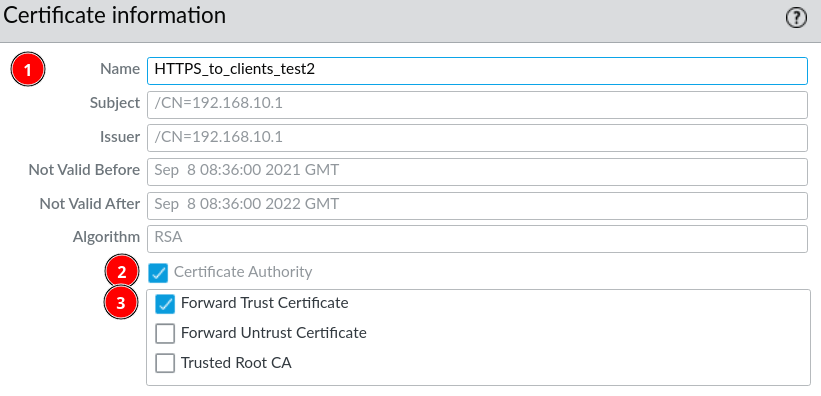 Certificate information ?
1 Name HTTPS_to_clients_test2
Subject /CN=192.168.10.1
Issuer /CN=192.168.10.1
Not Valid Before Sep  8 08:36:00 2021 GMT
Not Valid After Sep  8 08:36:00 2022 GMT
Algorithm RSA
2 Certificate Authority
3 Forward Trust Certificate
Forward Untrust Certificate
Trusted Root CA